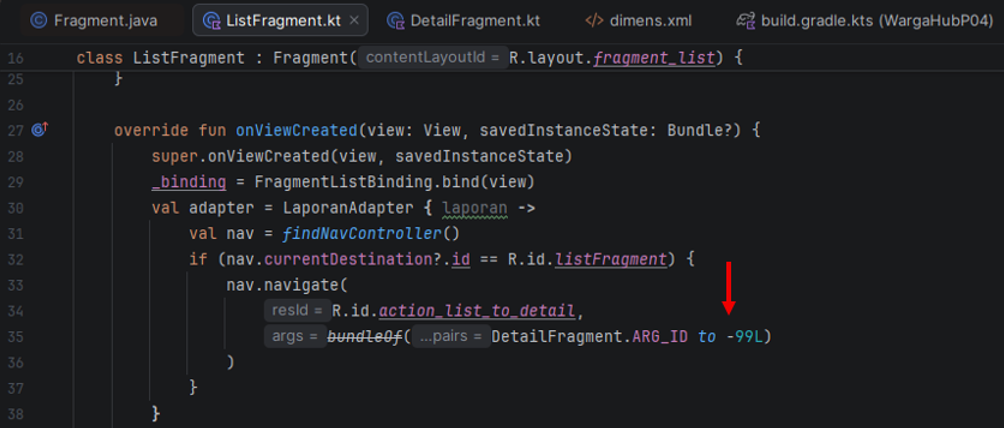 Fragment.java ListFragment.kt DetailFragment.kt dimens.xml build.gradle.kts (WargaHubP04)
16 class ListFragment : Fragment( contentLayoutId = R.layout.fragment_list) {
25 }
26
27 override fun onViewCreated(view: View, savedInstanceState: Bundle?) {
28 super.onViewCreated(view, savedInstanceState)
29 _binding = FragmentListBinding.bind(view)
30 val adapter = LaporanAdapter { laporan ->
31 val nav = findNavController()
32 if (nav.currentDestination?.id == R.id.listFragment) {
33 nav.navigate(
34 resId = R.id.action_list_to_detail,
35 args = bundleOf( ...pairs = DetailFragment.ARG_ID to -99L)
36 )
37 }
38 }